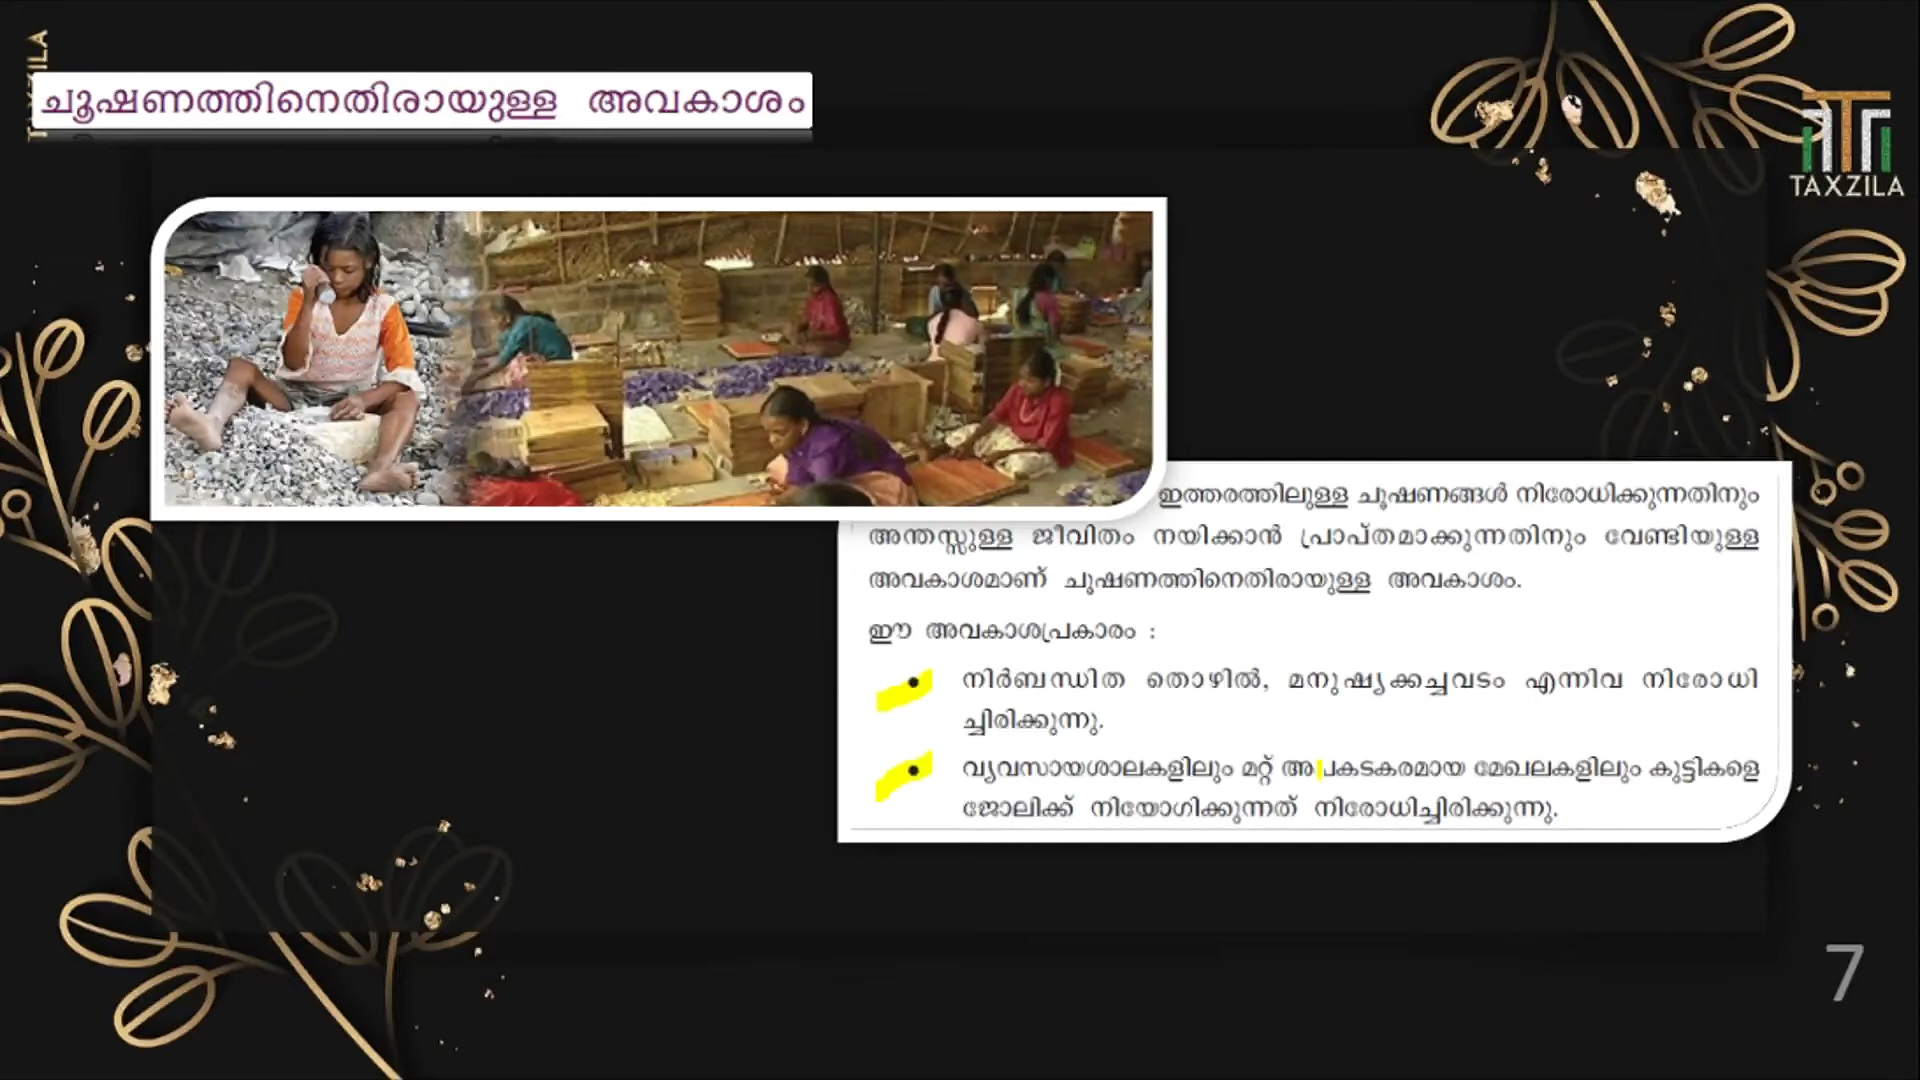 TAXZILA
ചൂഷണത്തിനെതിരായുള്ള അവകാശം
TAXZILA
ഇത്തരത്തിലുള്ള ചൂഷണങ്ങൾ നിരോധിക്കുന്നതിനും
അന്തസ്സുള്ള ജീവിതം നയിക്കാൻ പ്രാപ്തമാക്കുന്നതിനും വേണ്ടിയുള്ള
അവകാശമാണ് ചൂഷണത്തിനെതിരായുള്ള അവകാശം.
ഈ അവകാശപ്രകാരം :
• നിർബന്ധിത തൊഴിൽ, മനുഷ്യക്കച്ചവടം എന്നിവ നിരോധി
ച്ചിരിക്കുന്നു.
• വ്യവസായശാലകളിലും മറ്റ് അപകടകരമായ മേഖലകളിലും കുട്ടികളെ
ജോലിക്ക് നിയോഗിക്കുന്നത് നിരോധിച്ചിരിക്കുന്നു.
7